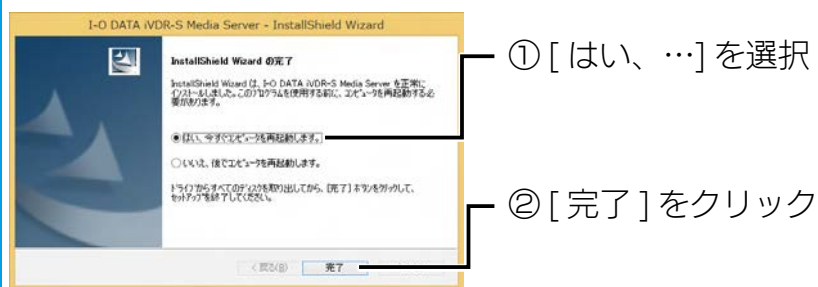 I-O DATA iVDR-S Media Server - InstallShield Wizard
InstallShield Wizard の完了
InstallShield Wizard は、I-O DATA iVDR-S Media Server を正常に
インストールしました。このプログラムを使用する前に、コンピュータを再起動する必
要があります。
はい、今すぐコンピュータを再起動します。
いいえ、後でコンピュータを再起動します。
ドライブからすべてのディスクを取り出してから、[完了] ボタンをクリックして、
セットアップを終了してください。
< 戻る(B)
完了
① [ はい、…] を選択
② [ 完了 ] をクリック